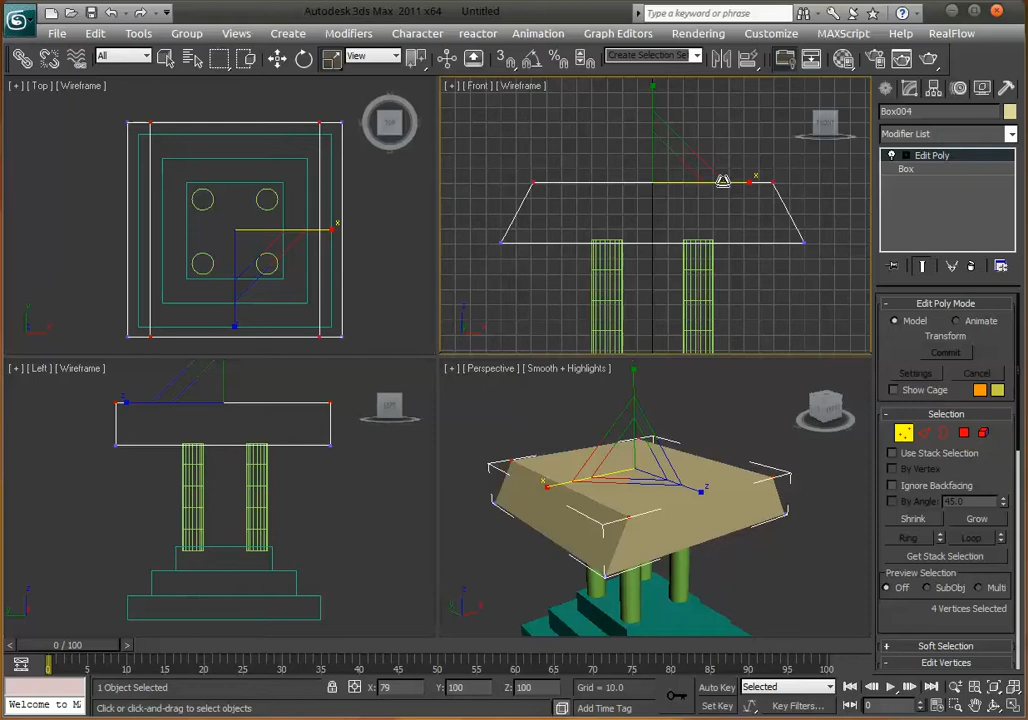 Autodesk 3ds Max 2011 x64 Untitled
Type a keyword or phrase
File Edit Tools Group Views Create Modifiers Character reactor Animation Graph Editors Rendering Customize MAXScript Help RealFlow
All View Create Selection Se
[ + ] [ Top ] [ Wireframe ]
[ + ] [ Front ] [ Wireframe ]
TOP
FRONT
x
x
Box004
Modifier List
Edit Poly
Box
[ + ] [ Left ] [ Wireframe ]
[ + ] [ Perspective ] [ Smooth + Highlights ]
LEFT
z
x
z
Edit Poly Mode
Model Animate
Transform
Commit
Settings Cancel
Show Cage
Selection
Use Stack Selection
By Vertex
Ignore Backfacing
By Angle: 45.0
Shrink Grow
Ring Loop
Get Stack Selection
Preview Selection
Off SubObj Multi
4 Vertices Selected
Soft Selection
Edit Vertices
0 / 100
0 5 10 15 20 25 30 35 40 45 50 55 60 65 70 75 80 85 90 95 100
1 Object Selected X: 79 Y: 100 Z: 100 Grid = 10.0 Auto Key Selected
Welcome to M Click or click-and-drag to select objects Add Time Tag Set Key Key Filters... 0